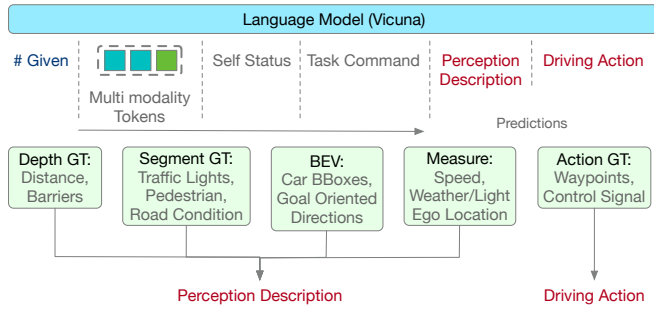 Language Model (Vicuna)
# Given
Multi modality
Tokens
Self Status
Task Command
Perception
Description
Driving Action
Predictions
Depth GT:
Distance,
Barriers
Segment GT:
Traffic Lights,
Pedestrian,
Road Condition
BEV:
Car BBoxes,
Goal Oriented
Directions
Measure:
Speed,
Weather/Light
Ego Location
Action GT:
Waypoints,
Control Signal
Perception Description
Driving Action